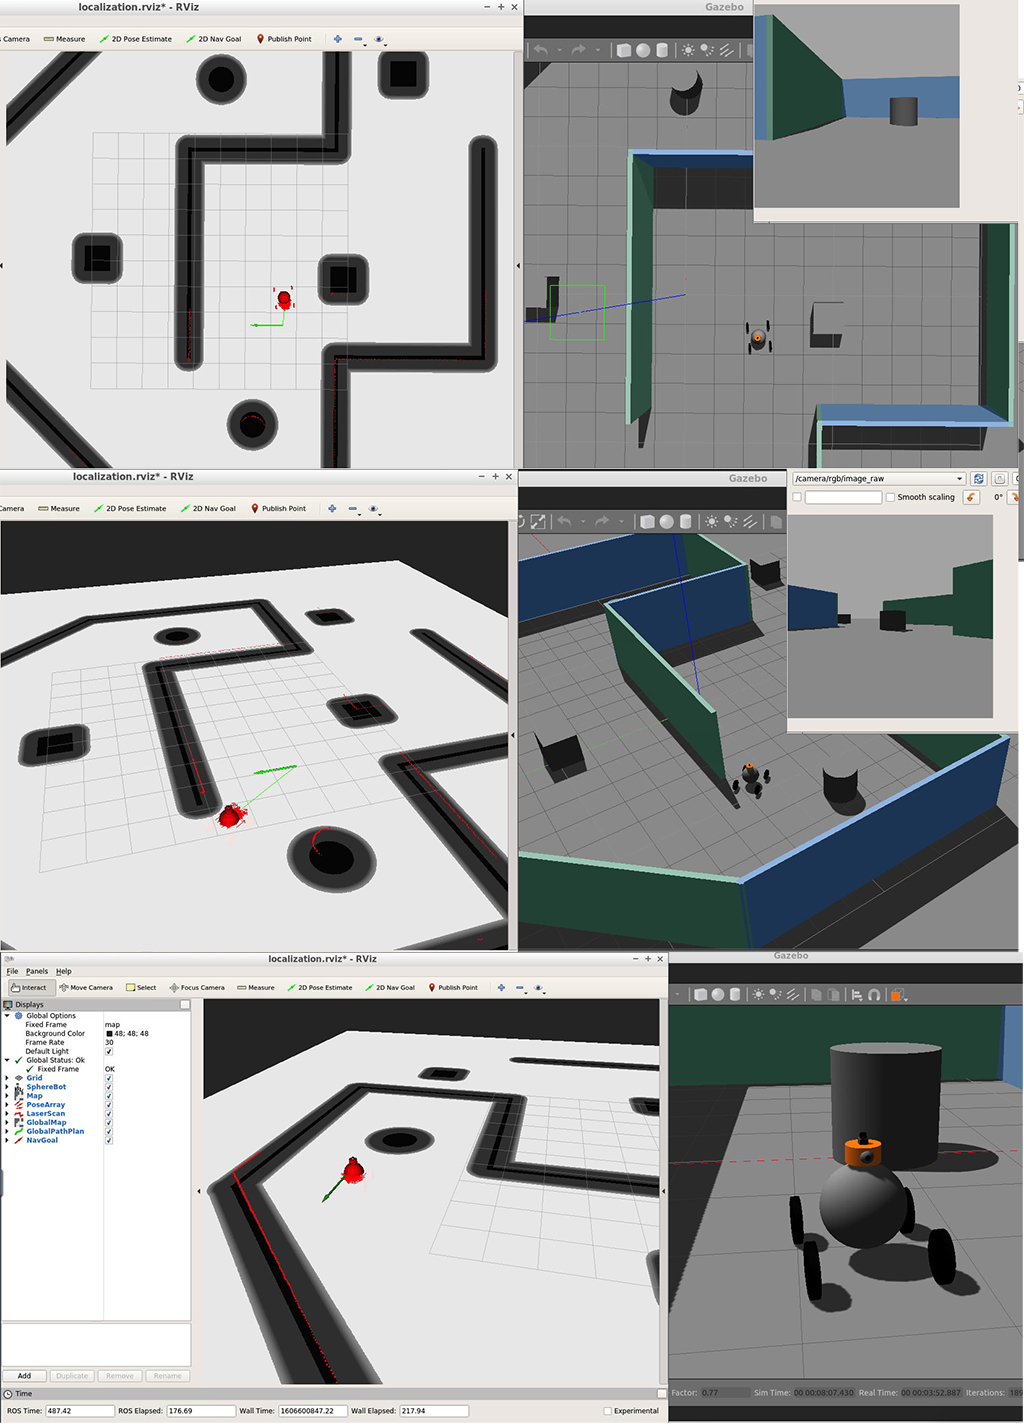 localization.rviz* - RViz
Camera Measure 2D Pose Estimate 2D Nav Goal Publish Point
Gazebo
localization.rviz* - RViz
Camera Measure 2D Pose Estimate 2D Nav Goal Publish Point
Gazebo
/camera/rgb/image_raw
Smooth scaling 0°
localization.rviz* - RViz
File Panels Help
Interact Move Camera Select Focus Camera Measure 2D Pose Estimate 2D Nav Goal Publish Point
Displays
Global Options
Fixed Frame map
Background Color 48; 48; 48
Frame Rate 30
Default Light
Global Status: Ok
Fixed Frame OK
Grid
SphereBot
Map
PoseArray
LaserScan
GlobalMap
GlobalPathPlan
NavGoal
Add Duplicate Remove Rename
Time
ROS Time: 487.42 ROS Elapsed: 176.69 Wall Time: 1606600847.22 Wall Elapsed: 217.94 Experimental
Gazebo
Factor: 0.77 Sim Time: 00 00:08:07.430 Real Time: 00 00:03:52.887 Iterations: